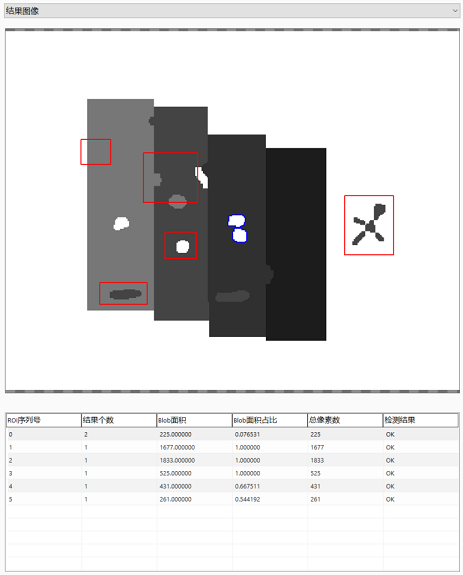 结果图像
ROI序列号 结果个数 Blob面积 Blob面积占比 总像素数 检测结果
0 2 225.000000 0.076531 225 OK
1 1 1677.000000 1.000000 1677 OK
2 1 1833.000000 1.000000 1833 OK
3 1 525.000000 1.000000 525 OK
4 1 431.000000 0.667511 431 OK
5 1 261.000000 0.544192 261 OK